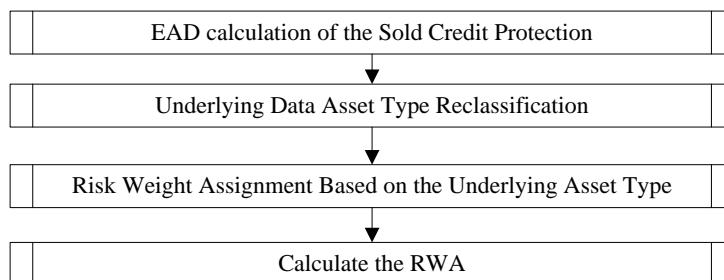 EAD calculation of the Sold Credit Protection
Underlying Data Asset Type Reclassification
Risk Weight Assignment Based on the Underlying Asset Type
Calculate the RWA